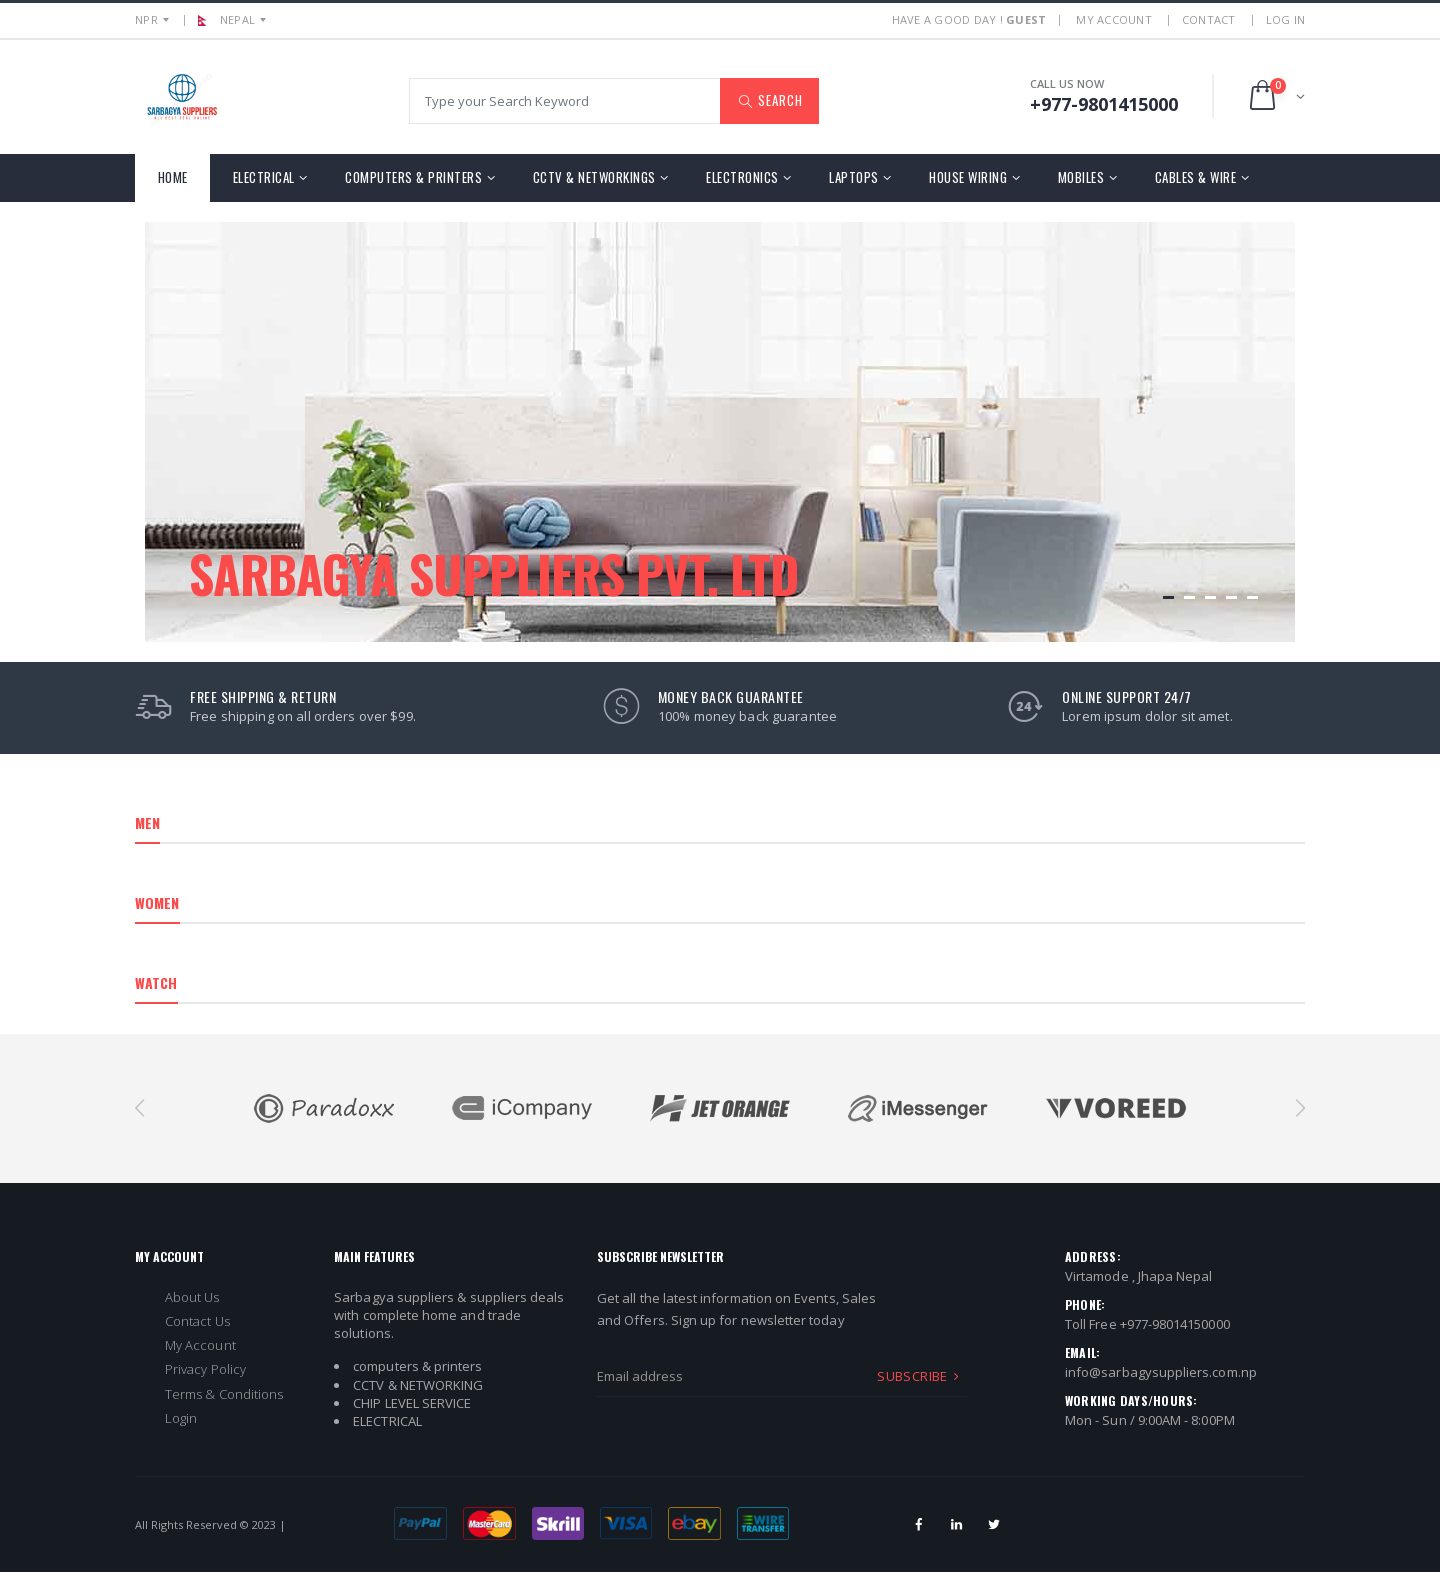 NPR
NEPAL
HAVE A GOOD DAY ! GUEST
MY ACCOUNT
CONTACT
LOG IN
SARBAGYA SUPPLIERS
Type your Search Keyword
SEARCH
CALL US NOW
+977-9801415000
0
HOME
ELECTRICAL
COMPUTERS & PRINTERS
CCTV & NETWORKINGS
ELECTRONICS
LAPTOPS
HOUSE WIRING
MOBILES
CABLES & WIRE
SARBAGYA SUPPLIERS PVT. LTD
FREE SHIPPING & RETURN
Free shipping on all orders over $99.
MONEY BACK GUARANTEE
100% money back guarantee
24
ONLINE SUPPORT 24/7
Lorem ipsum dolor sit amet.
MEN
WOMEN
WATCH
Paradoxx
iCompany
JET ORANGE
iMessenger
VOREED
MY ACCOUNT
About Us
Contact Us
My Account
Privacy Policy
Terms & Conditions
Login
MAIN FEATURES
Sarbagya suppliers & suppliers deals
with complete home and trade
solutions.
computers & printers
CCTV & NETWORKING
CHIP LEVEL SERVICE
ELECTRICAL
SUBSCRIBE NEWSLETTER
Get all the latest information on Events, Sales
and Offers. Sign up for newsletter today
Email address
SUBSCRIBE
ADDRESS:
Virtamode , Jhapa Nepal
PHONE:
Toll Free +977-98014150000
EMAIL:
info@sarbagysuppliers.com.np
WORKING DAYS/HOURS:
Mon - Sun / 9:00AM - 8:00PM
All Rights Reserved © 2023 |
PayPal
MasterCard
Skrill
VISA
ebay
WIRE
TRANSFER